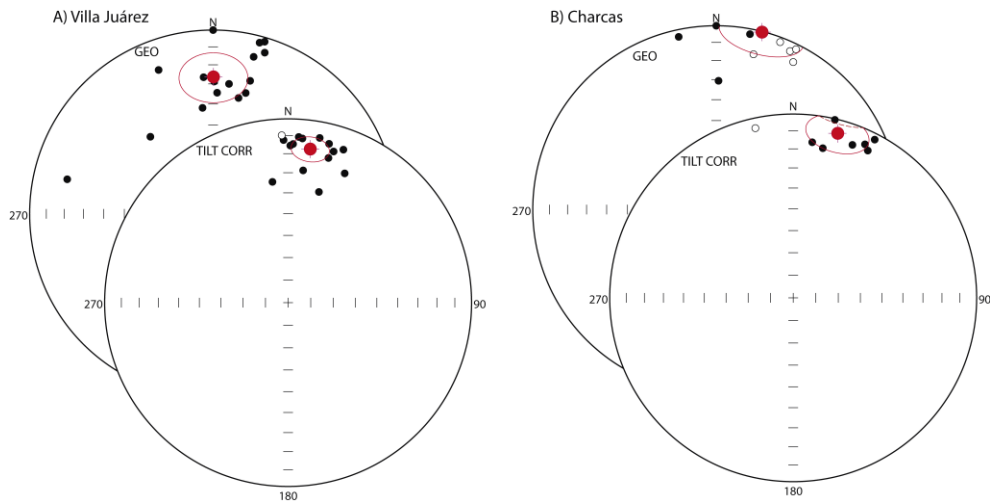 A) Villa Juárez
N
GEO
N
TILT CORR
270
270
90
180
B) Charcas
N
GEO
N
TILT CORR
270
270
90
180